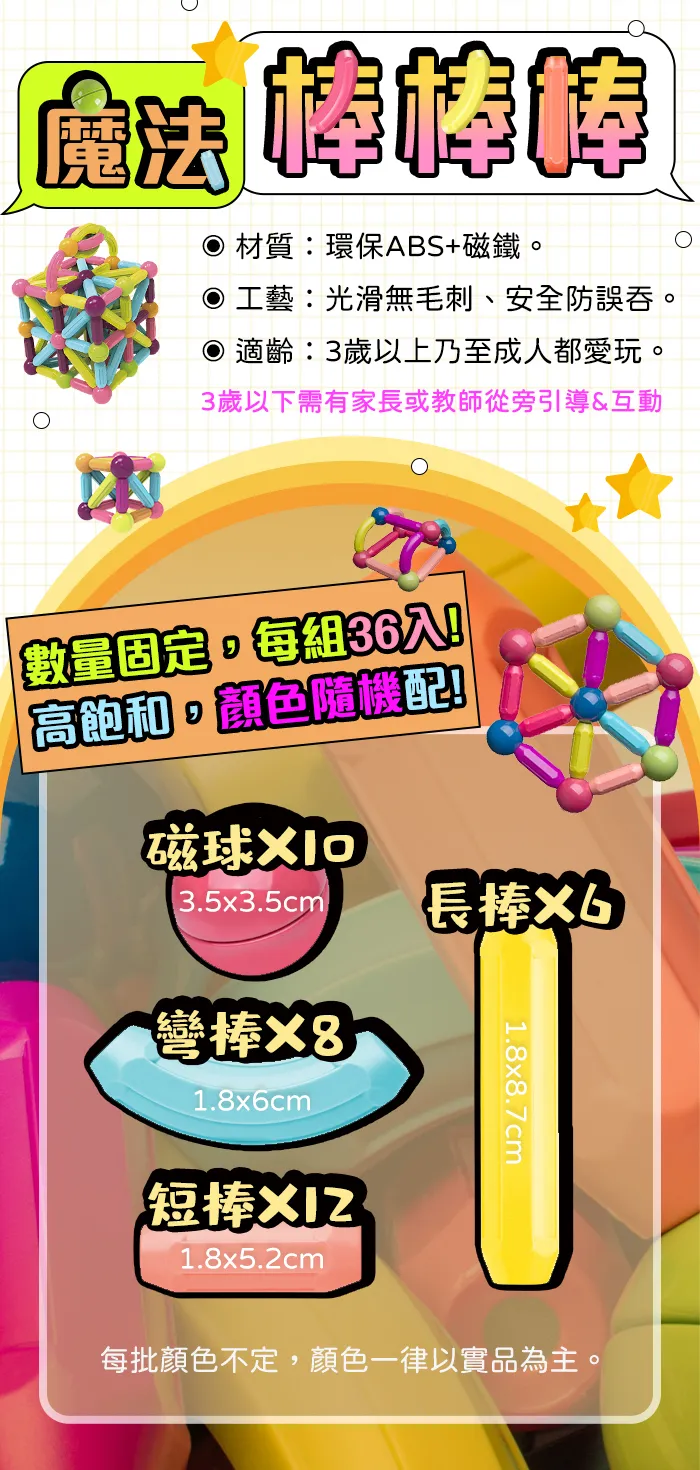 魔法
棒棒棒
◉ 材質：環保ABS+磁鐵。
◉ 工藝：光滑無毛刺、安全防誤吞。
◉ 適齡：3歲以上乃至成人都愛玩。
3歲以下需有家長或教師從旁引導&互動
數量固定，每組36入!
高飽和，顏色隨機配!
磁球X10
3.5x3.5cm
長棒X6
1.8x8.7cm
彎棒X8
1.8x6cm
短棒X12
1.8x5.2cm
每批顏色不定，顏色一律以實品為主。